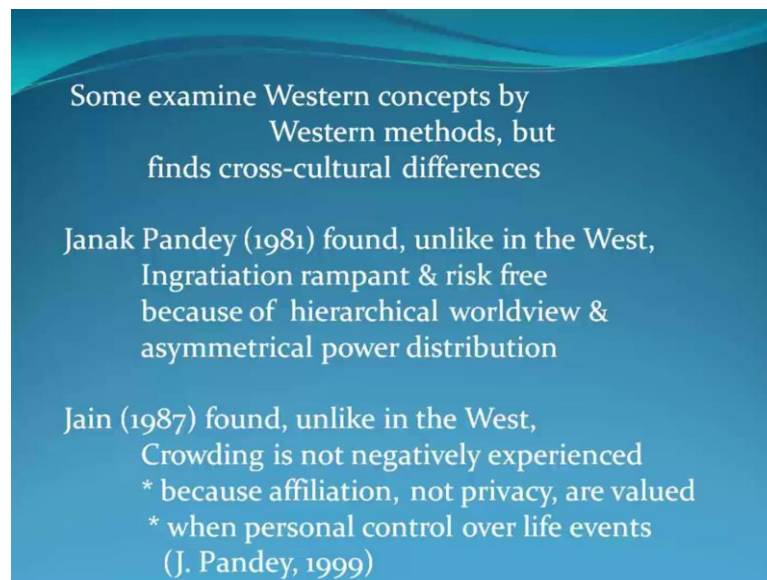 Some examine Western concepts by
Western methods, but
finds cross-cultural differences
Janak Pandey (1981) found, unlike in the West,
Ingratiation rampant & risk free
because of hierarchical worldview &
asymmetrical power distribution
Jain (1987) found, unlike in the West,
Crowding is not negatively experienced
* because affiliation, not privacy, are valued
* when personal control over life events
(J. Pandey, 1999)